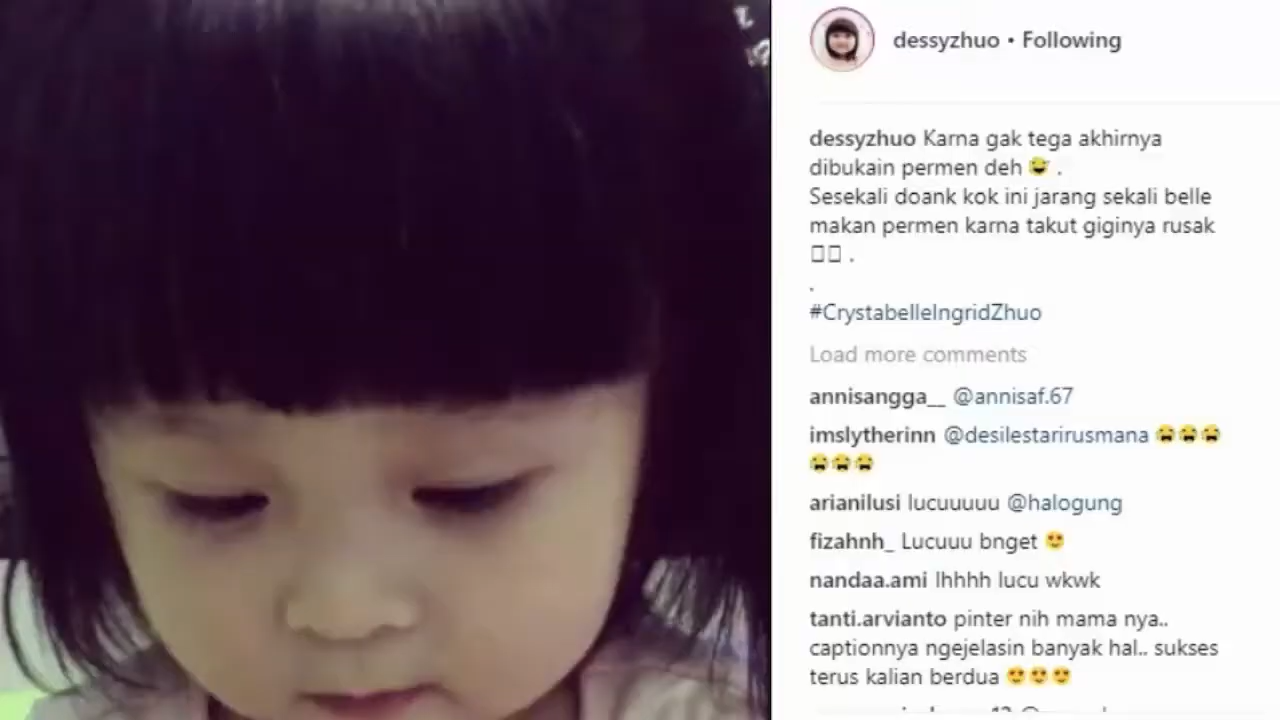 dessyzhuo • Following
dessyzhuo Karna gak tega akhirnya
dibukain permen deh 😅 .
Sesekali doank kok ini jarang sekali belle
makan permen karna takut giginya rusak
.
.
#CrystabelleIngridZhuo
Load more comments
annisangga__ @annisaf.67
imslytherinn @desilestarirusmana 😭😭😭
😭😭😭
arianilusi lucuuuuu @halogung
fizahnh_ Lucuuu bnget 😍
nandaa.ami Ihhhh lucu wkwk
tanti.arvianto pinter nih mama nya..
captionnya ngejelasin banyak hal.. sukses
terus kalian berdua 😍😍😍